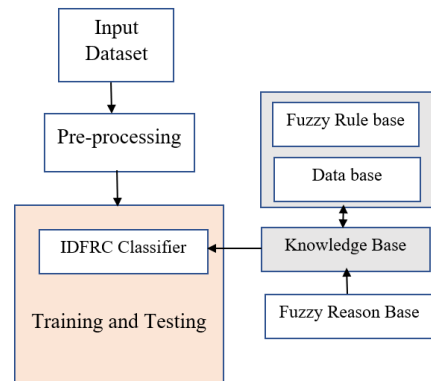 Input
Dataset
Pre-processing
Fuzzy Rule base
Data base
IDFRC Classifier
Knowledge Base
Training and Testing
Fuzzy Reason Base